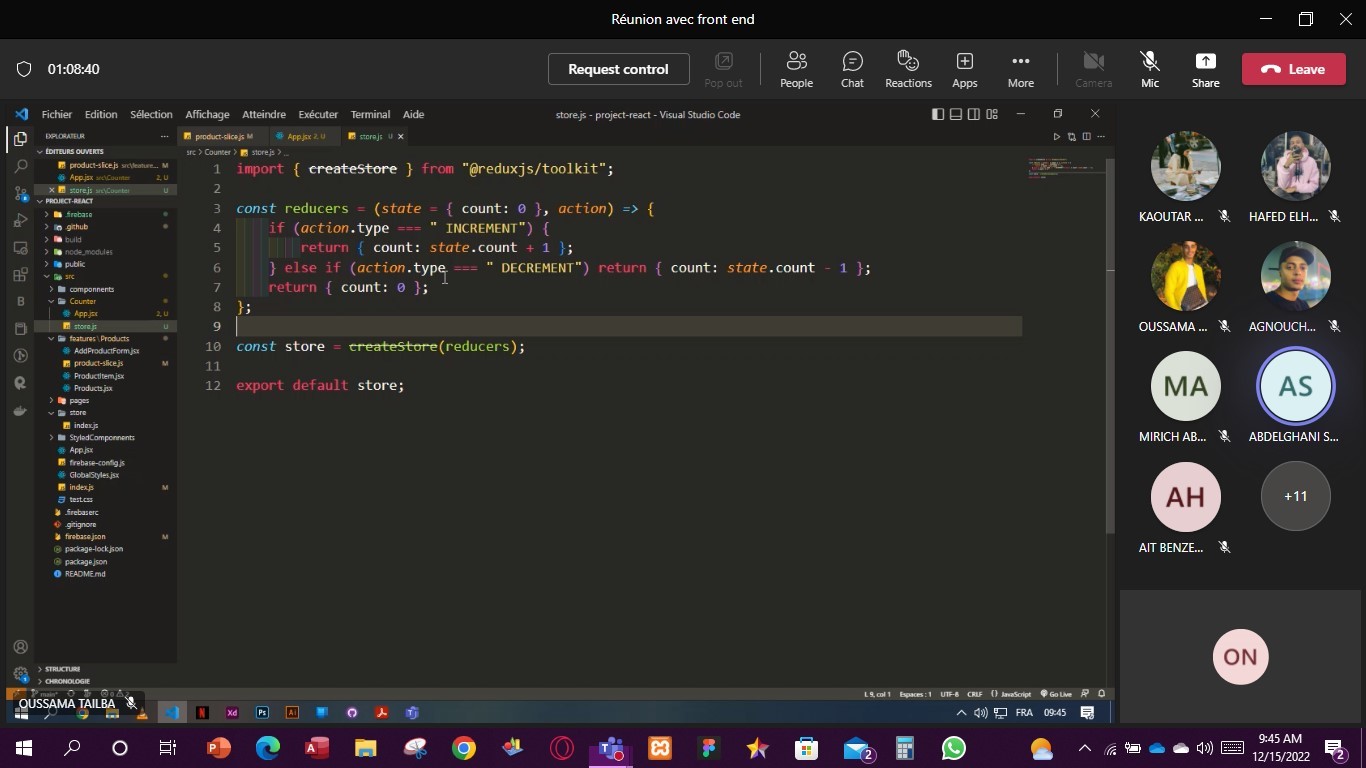 Réunion avec front end
01:08:40
Request control
Pop out
People
Chat
Reactions
Apps
More
Camera
Mic
Share
Leave
Fichier Edition Sélection Affichage Atteindre Exécuter Terminal Aide
store.js - project-react - Visual Studio Code
EXPLORATEUR
product-slice.js M
App.jsx 2, U
store.js U
ÉDITEURS OUVERTS
product-slice.js src\feature... M
App.jsx src\Counter 2, U
store.js src\Counter U
PROJECT-REACT
.firebase
.github
build
node_modules
public
src
componnents
Counter
App.jsx 2, U
store.js U
features \ Products
AddProductForm.jsx
product-slice.js M
ProductItem.jsx
Products.jsx
pages
store
index.js
StyledComponnents
App.jsx
firebase-config.js
GlobalStyles.jsx
index.js M
test.css
.firebaserc
.gitignore
firebase.json M
package-lock.json
package.json
README.md
STRUCTURE
CHRONOLOGIE
src > Counter > store.js > ...
1 import { createStore } from "@reduxjs/toolkit";
2
3 const reducers = (state = { count: 0 }, action) => {
4 if (action.type === " INCREMENT") {
5 return { count: state.count + 1 };
6 } else if (action.type === " DECREMENT") return { count: state.count - 1 };
7 return { count: 0 };
8 };
9
10 const store = createStore(reducers);
11
12 export default store;
main*
L 9, col 1 Espaces : 1 UTF-8 CRLF {} JavaScript Go Live
OUSSAMA TAILBA
Xd Ps Ai
FRA 09:45
KAOUTAR ...
HAFED ELH...
OUSSAMA ...
AGNOUCH...
MA
MIRICH AB...
AS
ABDELGHANI S...
AH
AIT BENZE...
+11
ON
2
9:45 AM
12/15/2022
2